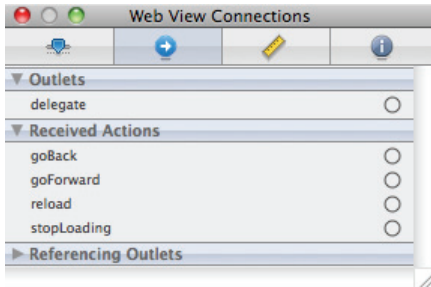 Web View Connections
Outlets
delegate
Received Actions
goBack
goForward
reload
stopLoading
Referencing Outlets